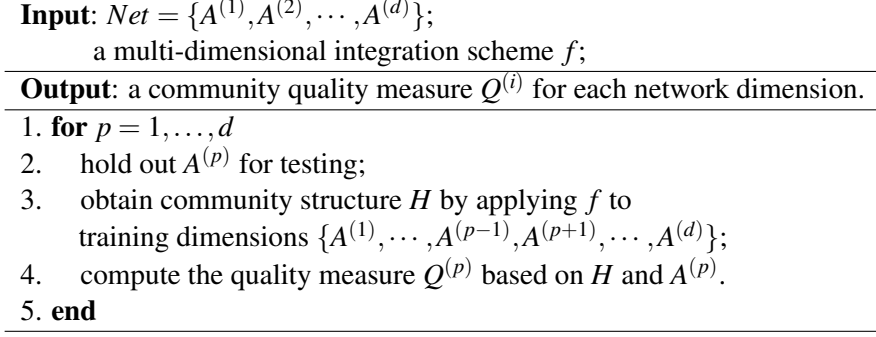 Input: Net = {A^(1), A^(2), ⋯ , A^(d)};
a multi-dimensional integration scheme f;
Output: a community quality measure Q^(i) for each network dimension.
1. for p = 1,…,d
2. hold out A^(p) for testing;
3. obtain community structure H by applying f to
training dimensions {A^(1), ⋯ , A^(p−1), A^(p+1), ⋯ , A^(d)};
4. compute the quality measure Q^(p) based on H and A^(p).
5. end